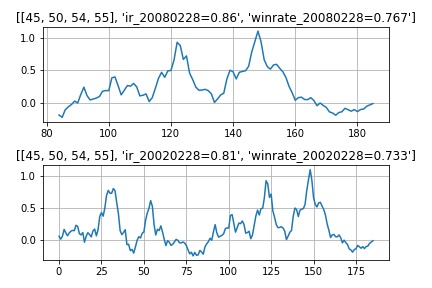 [[45, 50, 54, 55], 'ir_20080228=0.86', 'winrate_20080228=0.767']
1.0
0.5
0.0
80 100 120 140 160 180
[[45, 50, 54, 55], 'ir_20020228=0.81', 'winrate_20020228=0.733']
1.0
0.5
0.0
0 25 50 75 100 125 150 175